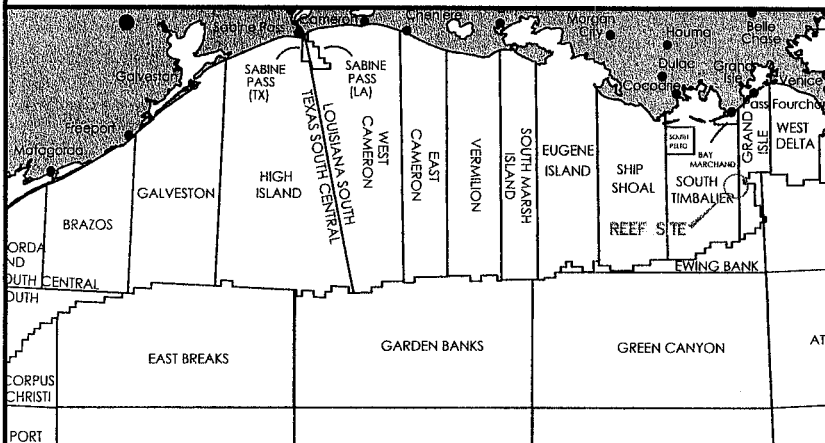 Sabine Pass
Cameron
Cheniere
Morgan
City
Houma
Belle
Chase
Galveston
SABINE
PASS
(TX)
SABINE
PASS
(LA)
Dulac
Cocodrie
Grand
Isle
Venice
Pass Fourchon
Freeport
Matagorda
BRAZOS
GALVESTON
HIGH
ISLAND
TEXAS SOUTH CENTRAL
LOUISIANA SOUTH
WEST
CAMERON
EAST
CAMERON
VERMILION
SOUTH MARSH
ISLAND
EUGENE
ISLAND
SHIP
SHOAL
SOUTH
PELTO
BAY
MARCHAND
SOUTH
TIMBALIER
GRAND
ISLE
WEST
DELTA
REEF SITE
EWING BANK
ORDA
ND
OUTH CENTRAL
OUTH
EAST BREAKS
GARDEN BANKS
GREEN CANYON
AT
CORPUS
CHRISTI
PORT